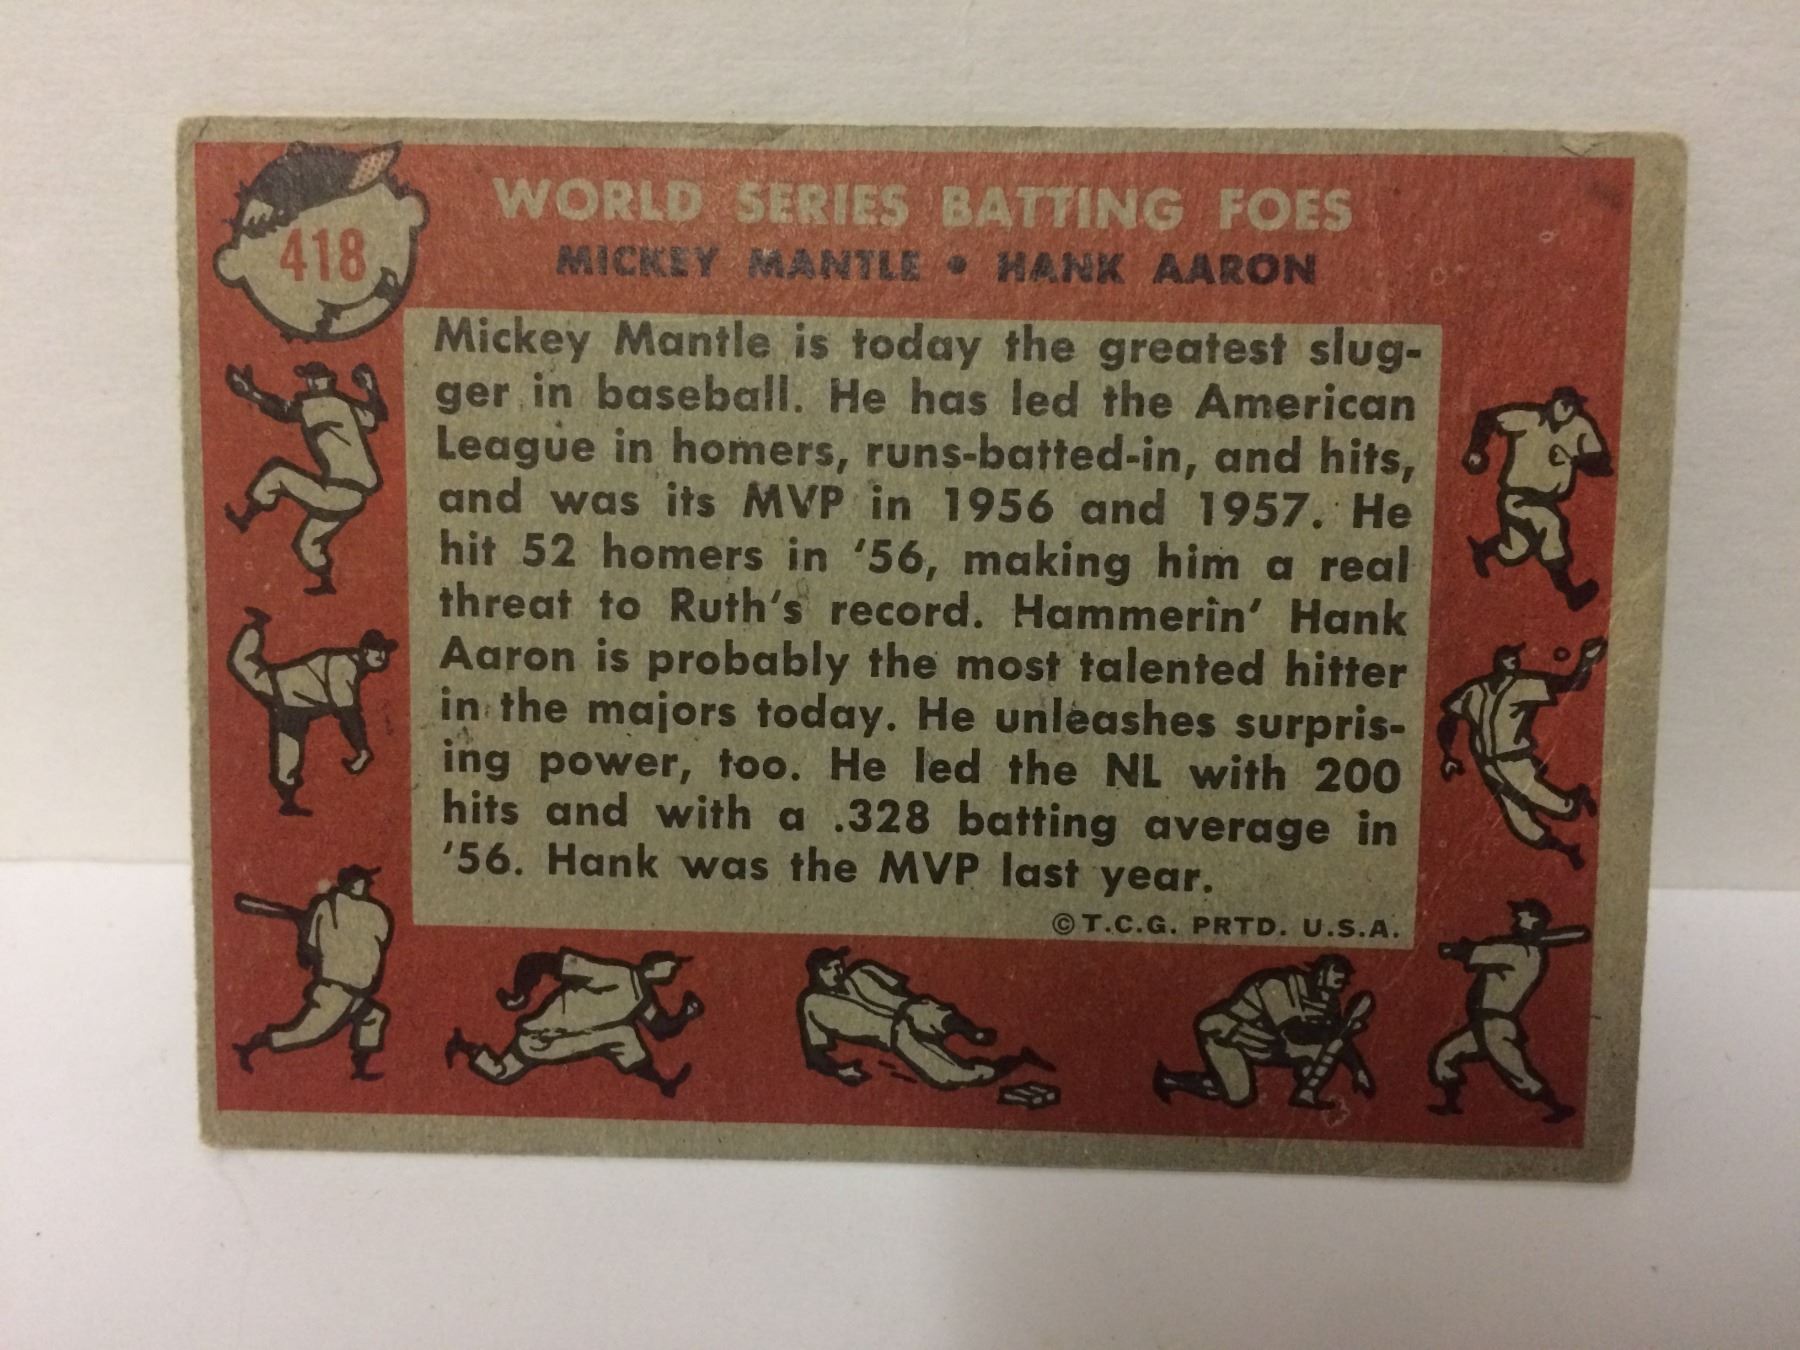 418
WORLD SERIES BATTING FOES
MICKEY MANTLE • HANK AARON
Mickey Mantle is today the greatest slug-
ger in baseball. He has led the American
League in homers, runs-batted-in, and hits,
and was its MVP in 1956 and 1957. He
hit 52 homers in '56, making him a real
threat to Ruth's record. Hammerin' Hank
Aaron is probably the most talented hitter
in the majors today. He unleashes surpris-
ing power, too. He led the NL with 200
hits and with a .328 batting average in
'56. Hank was the MVP last year.
© T.C.G. PRTD. U.S.A.